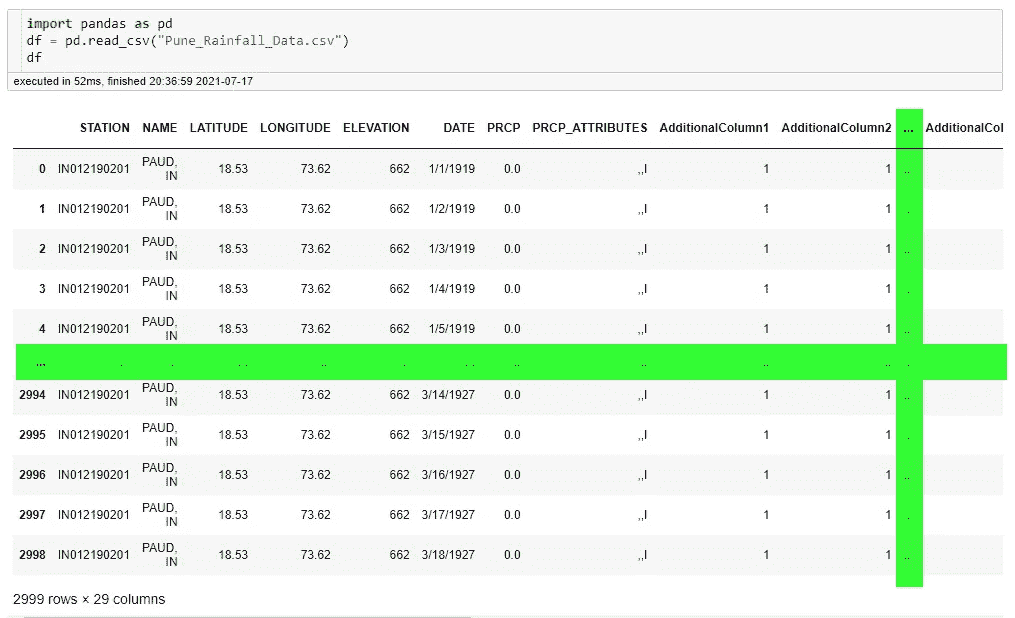 import pandas as pd
df = pd.read_csv("Pune_Rainfall_Data.csv")
df
executed in 52ms, finished 20:36:59 2021-07-17
STATION NAME LATITUDE LONGITUDE ELEVATION DATE PRCP PRCP_ATTRIBUTES AdditionalColumn1 AdditionalColumn2 ... AdditionalCol
0 IN012190201 PAUD, IN 18.53 73.62 662 1/1/1919 0.0 ,,I 1 1 ..
1 IN012190201 PAUD, IN 18.53 73.62 662 1/2/1919 0.0 ,,I 1 1 .
2 IN012190201 PAUD, IN 18.53 73.62 662 1/3/1919 0.0 ,,I 1 1 ..
3 IN012190201 PAUD, IN 18.53 73.62 662 1/4/1919 0.0 ,,I 1 1 .
4 IN012190201 PAUD, IN 18.53 73.62 662 1/5/1919 0.0 ,,I 1 1 ..
... . . . . .. . . . .. .. .. .. .
2994 IN012190201 PAUD, IN 18.53 73.62 662 3/14/1927 0.0 ,,I 1 1 ..
2995 IN012190201 PAUD, IN 18.53 73.62 662 3/15/1927 0.0 ,,I 1 1 .
2996 IN012190201 PAUD, IN 18.53 73.62 662 3/16/1927 0.0 ,,I 1 1 ..
2997 IN012190201 PAUD, IN 18.53 73.62 662 3/17/1927 0.0 ,,I 1 1 .
2998 IN012190201 PAUD, IN 18.53 73.62 662 3/18/1927 0.0 ,,I 1 1 ..
2999 rows × 29 columns